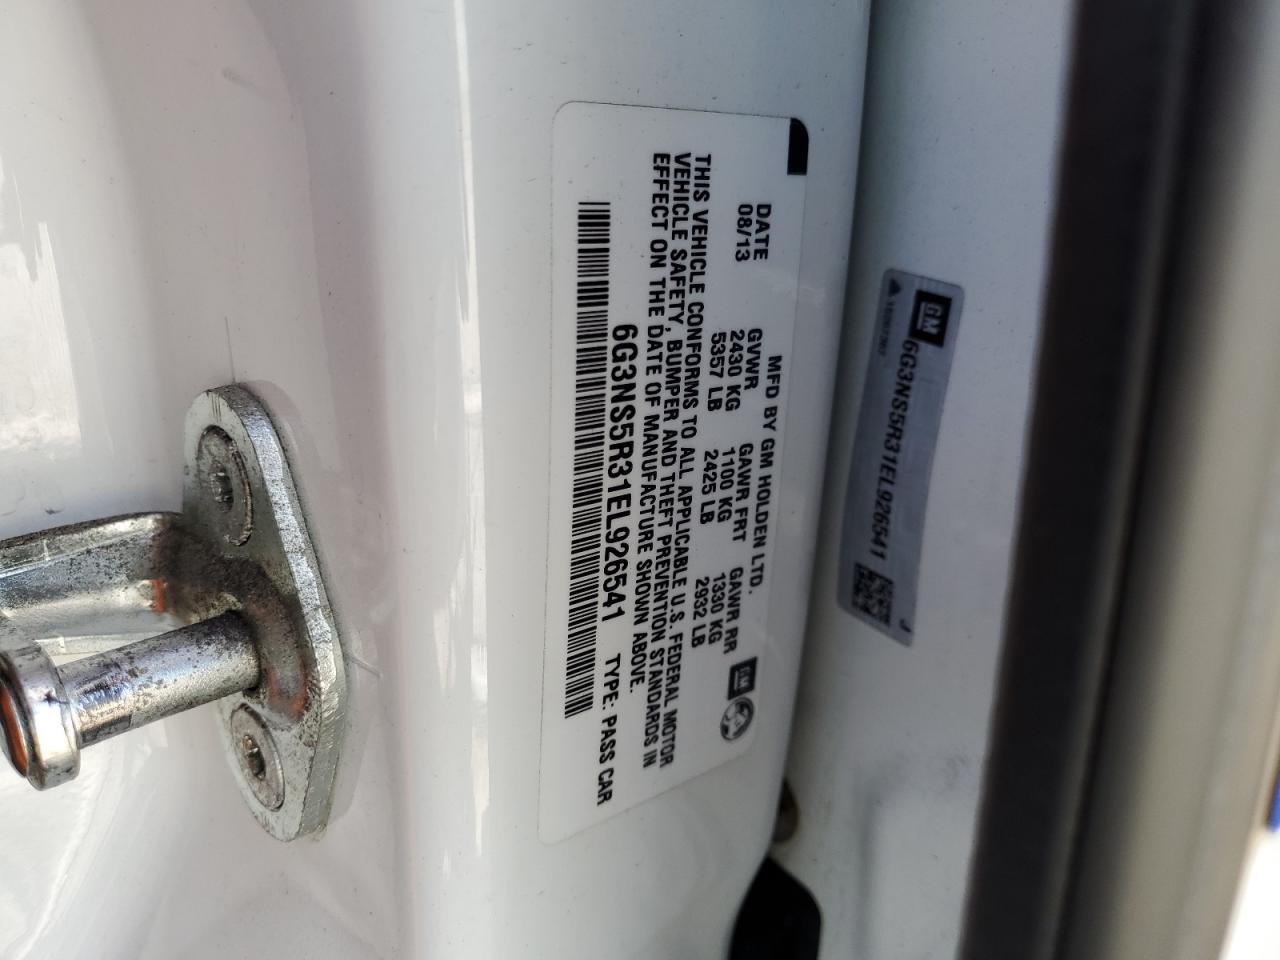 MFD BY GM HOLDEN LTD.
DATE GVWR GAWR FRT GAWR RR
08/13 2430 KG 1100 KG 1330 KG
5357 LB 2425 LB 2932 LB
GM
THIS VEHICLE CONFORMS TO ALL APPLICABLE U.S. FEDERAL MOTOR
VEHICLE SAFETY, BUMPER AND THEFT PREVENTION STANDARDS IN
EFFECT ON THE DATE OF MANUFACTURE SHOWN ABOVE.
6G3NS5R31EL926541 TYPE: PASS CAR
GM 6G3NS5R31EL926541
J